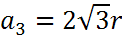 a₃ = 2√3r